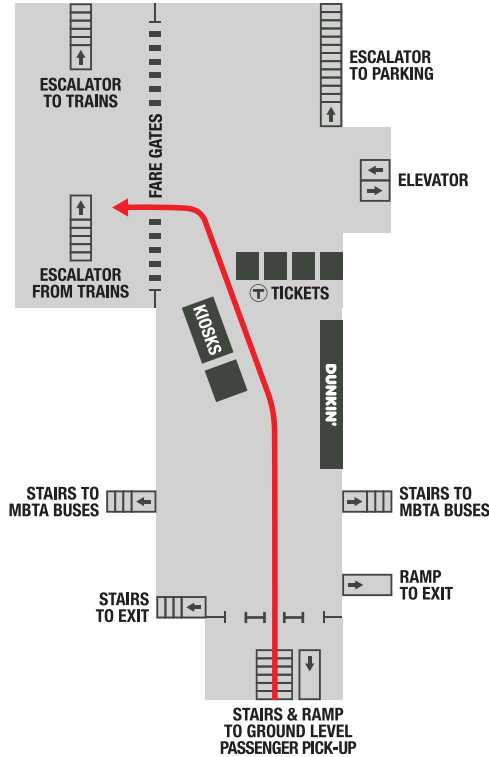 ESCALATOR
TO TRAINS
FARE GATES
ESCALATOR
TO PARKING
ELEVATOR
ESCALATOR
FROM TRAINS
T TICKETS
KIOSKS
DUNKIN'
STAIRS TO
MBTA BUSES
STAIRS TO
MBTA BUSES
RAMP
TO EXIT
STAIRS
TO EXIT
STAIRS & RAMP
TO GROUND LEVEL
PASSENGER PICK-UP